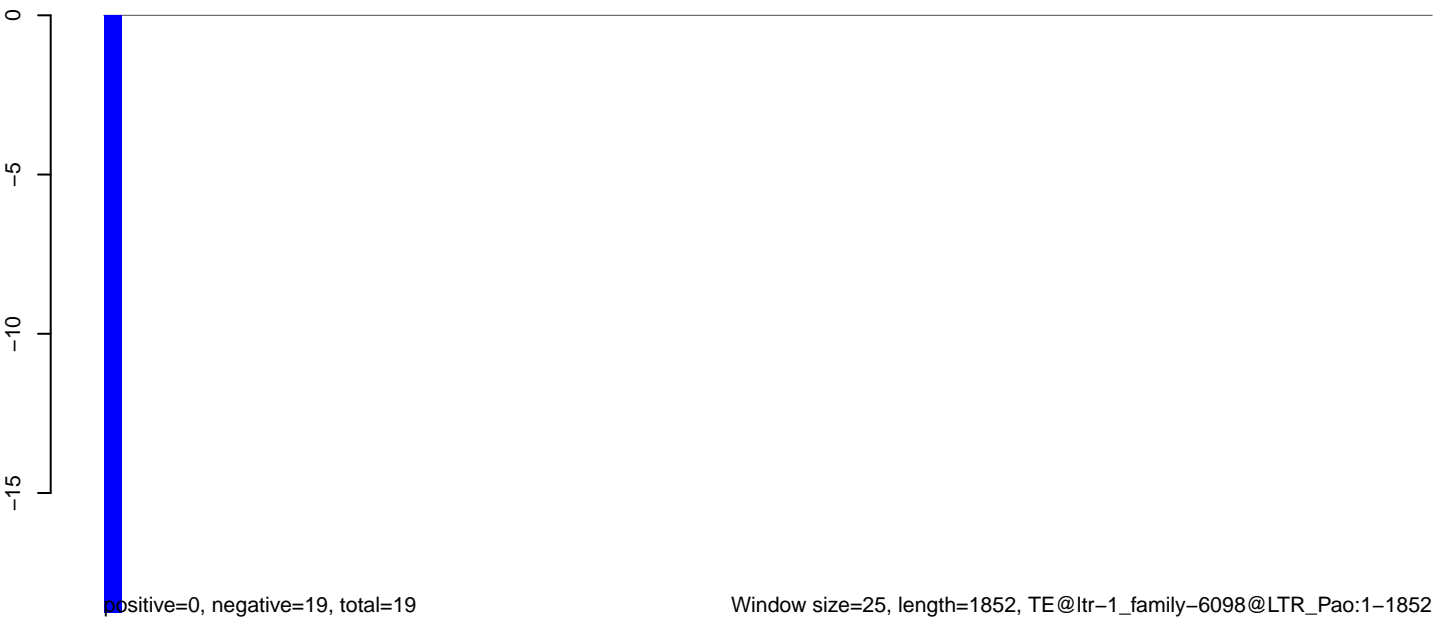 0
−5
−10
−15
positive=0, negative=19, total=19
Window size=25, length=1852, TE@ltr−1_family−6098@LTR_Pao:1−1852